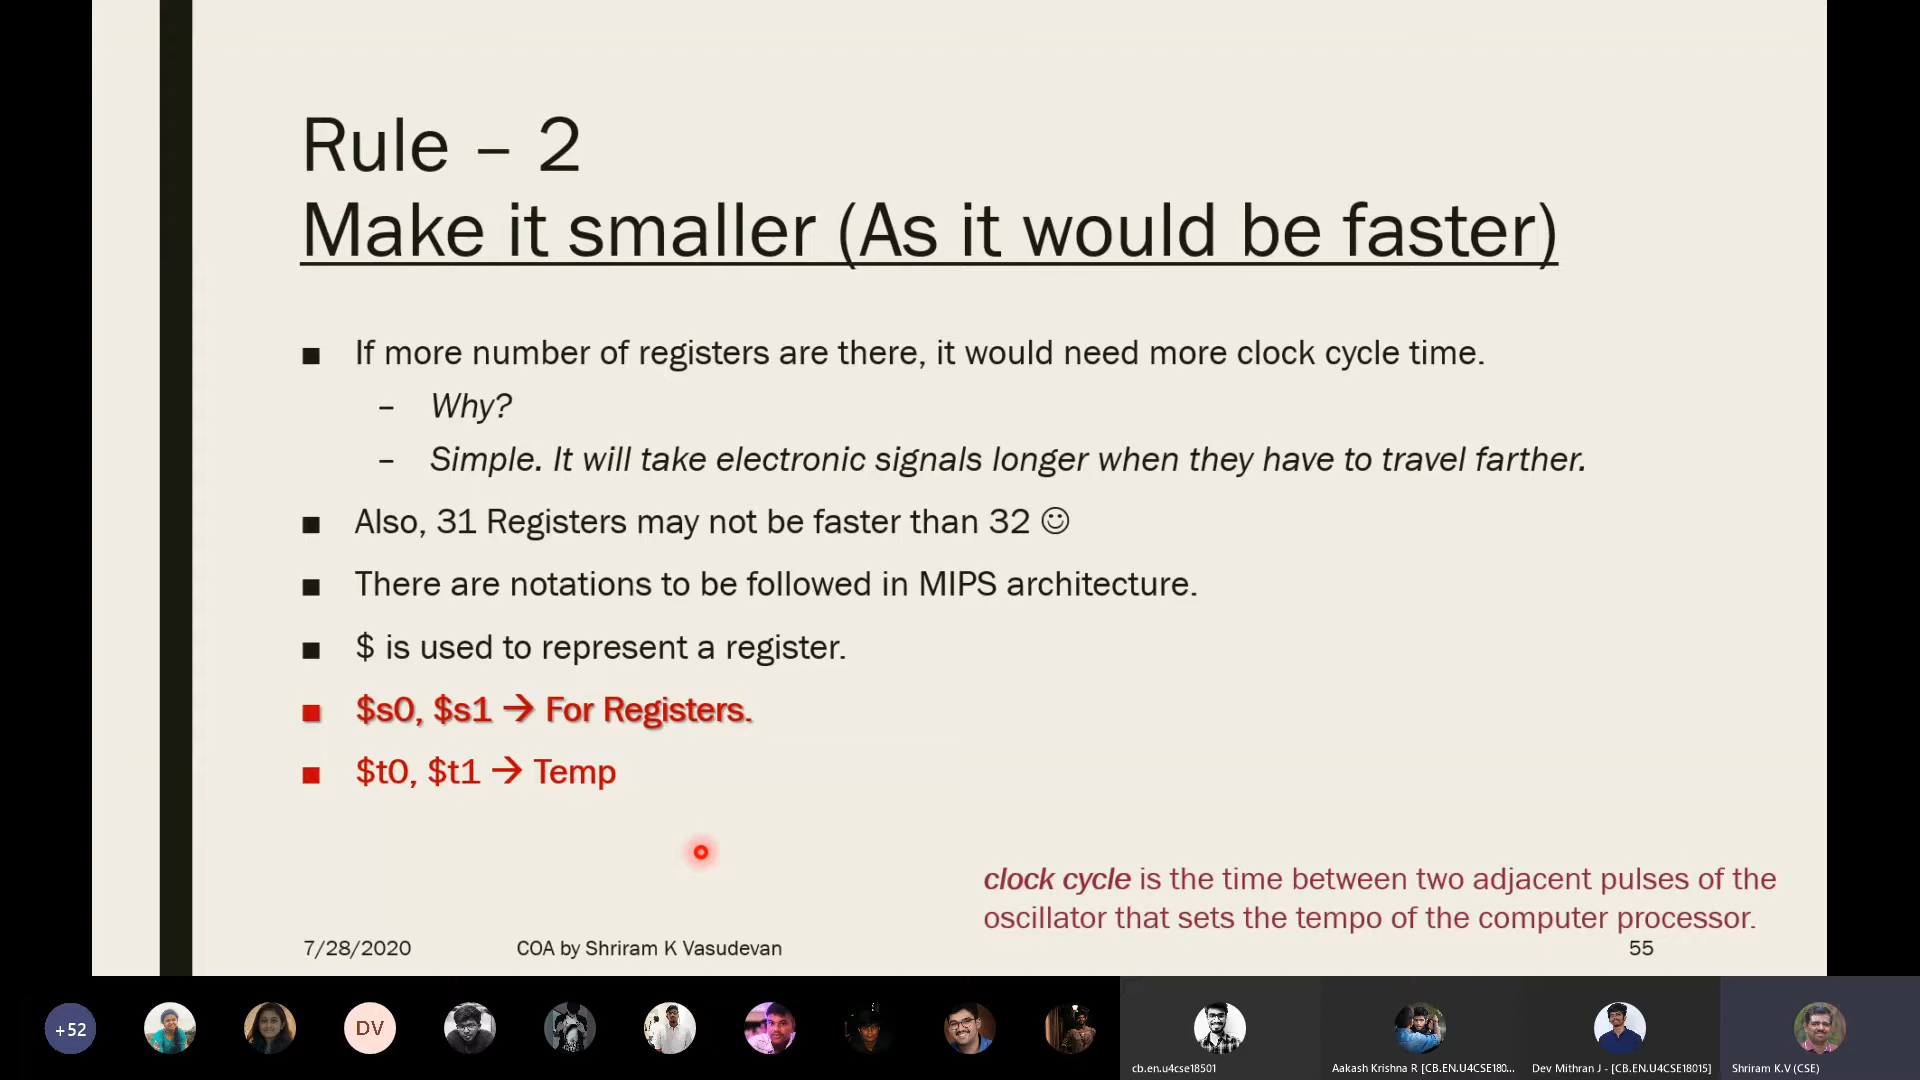 Rule – 2
Make it smaller (As it would be faster)
■ If more number of registers are there, it would need more clock cycle time.
– Why?
– Simple. It will take electronic signals longer when they have to travel farther.
■ Also, 31 Registers may not be faster than 32 ☺
■ There are notations to be followed in MIPS architecture.
■ $ is used to represent a register.
■ $s0, $s1 → For Registers.
■ $t0, $t1 → Temp
clock cycle is the time between two adjacent pulses of the
oscillator that sets the tempo of the computer processor.
7/28/2020 COA by Shriram K Vasudevan 55
+52 DV
cb.en.u4cse18501 Aakash Krishna R [CB.EN.U4CSE180... Dev Mithran J - [CB.EN.U4CSE18015] Shriram K.V (CSE)